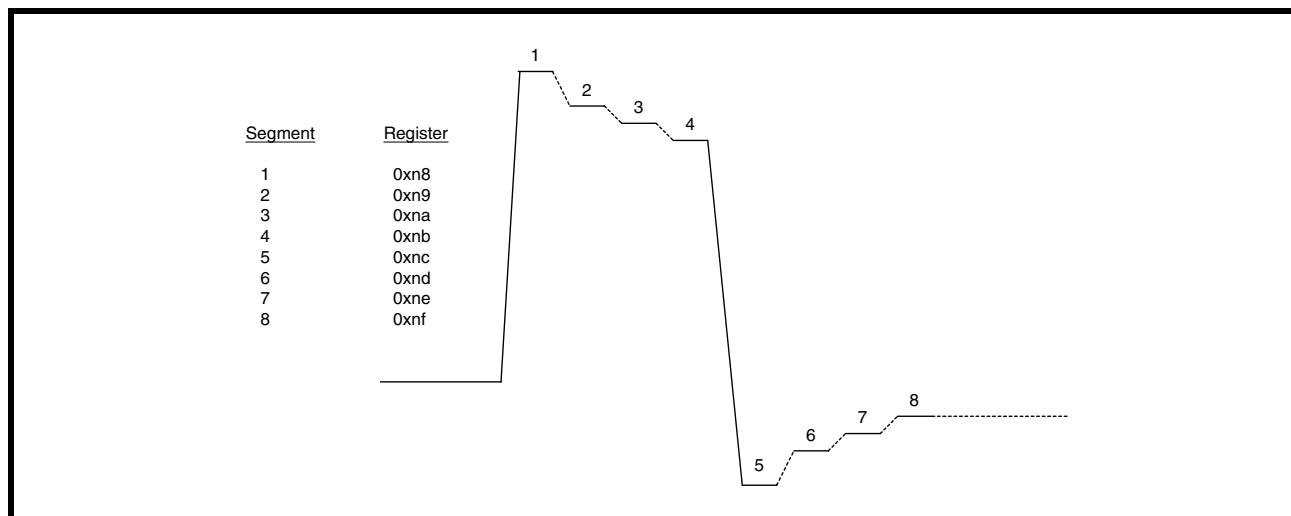 Segment Register
1 0xn8
2 0xn9
3 0xna
4 0xnb
5 0xnc
6 0xnd
7 0xne
8 0xnf
1
2
3
4
5
6
7
8